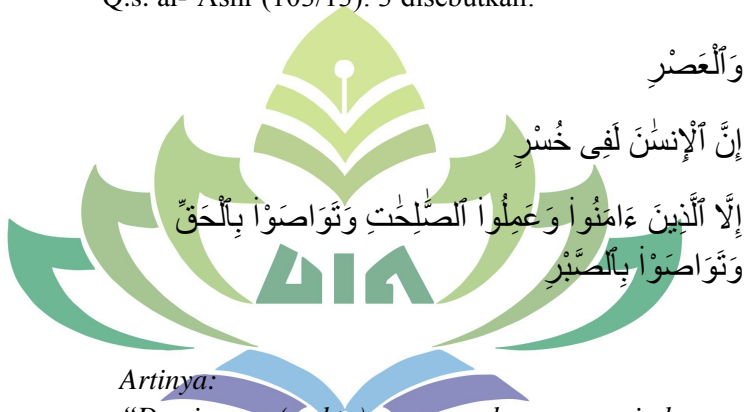 Q.s. al-'Ashr (103/13): 3 disebutkan:
وَٱلْعَصْرِ
إِنَّ ٱلْإِنسَٰنَ لَفِى خُسْرٍ
إِلَّا ٱلَّذِينَ ءَامَنُوا۟ وَعَمِلُوا۟ ٱلصَّٰلِحَٰتِ وَتَوَاصَوْا۟ بِٱلْحَقِّ
وَتَوَاصَوْا۟ بِٱلصَّبْرِ
UIN
Artinya: